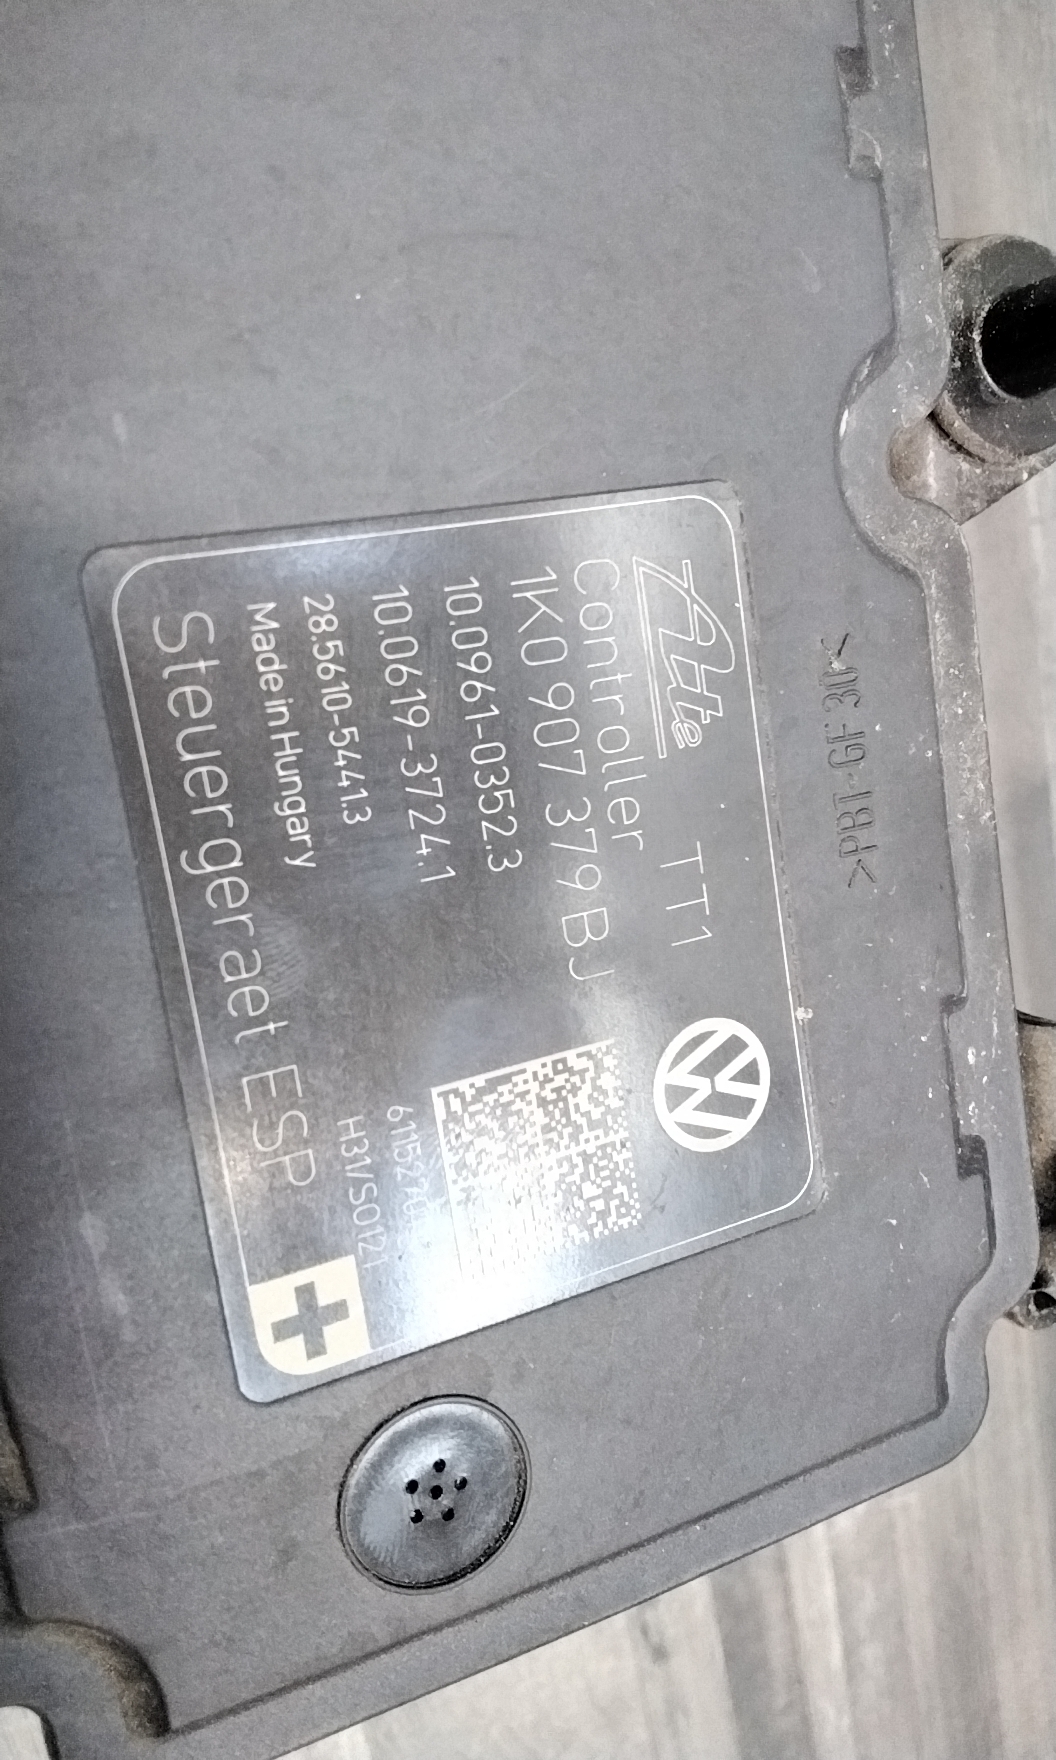 >PBT-GF30<
Ate TT1
Controller
1K0 907 379 BJ
10.0961-0352.3
10.0619-3724.1
28.5610-5441.3
Made in Hungary
H31/S0121
Steuergeraet ESP